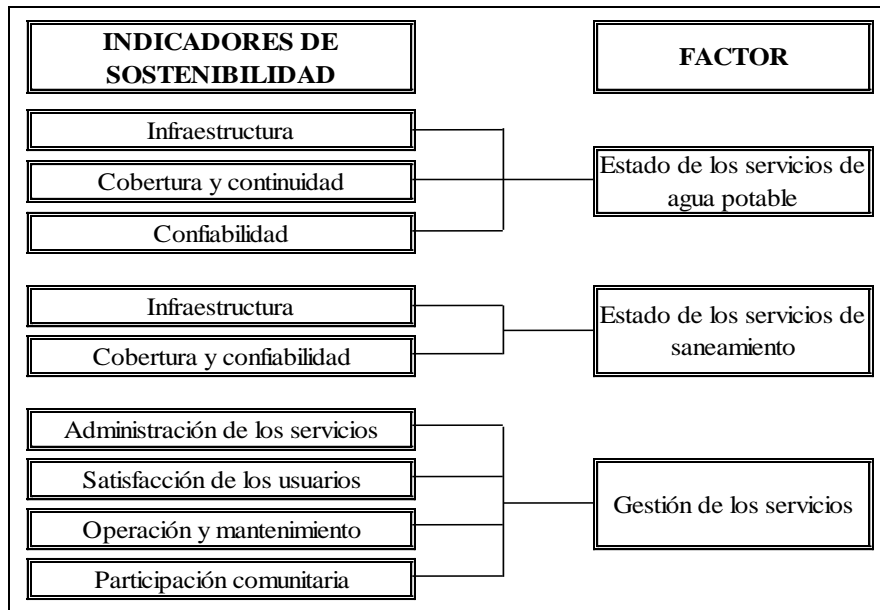 INDICADORES DE
SOSTENIBILIDAD
FACTOR
Infraestructura
Cobertura y continuidad
Confiabilidad
Estado de los servicios de
agua potable
Infraestructura
Cobertura y confiabilidad
Estado de los servicios de
saneamiento
Administración de los servicios
Satisfacción de los usuarios
Operación y mantenimiento
Participación comunitaria
Gestión de los servicios